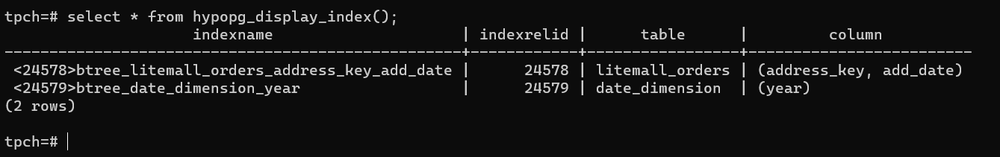 tpch=# select * from hypopg_display_index();
                     indexname                     | indexrelid |      table      |         column
---------------------------------------------------+------------+-----------------+-------------------------
 <24578>btree_litemall_orders_address_key_add_date |      24578 | litemall_orders | (address_key, add_date)
 <24579>btree_date_dimension_year                  |      24579 | date_dimension  | (year)
(2 rows)
tpch=#